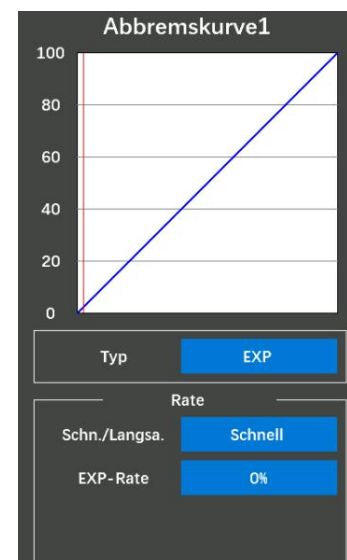 Abbremskurve1
100
80
60
40
20
0
Typ EXP
Rate
Schn./Langsa. Schnell
EXP-Rate 0%